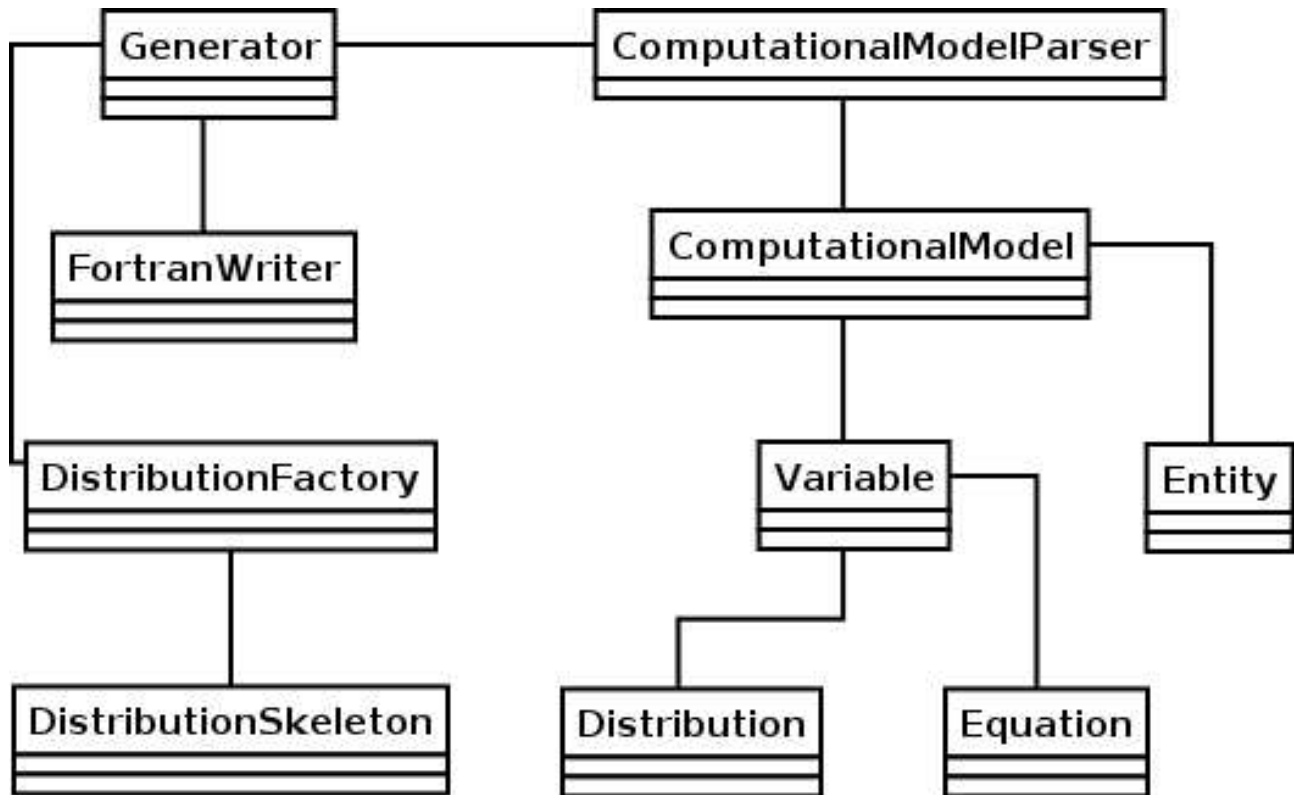 Generator
ComputationalModelParser
FortranWriter
ComputationalModel
DistributionFactory
Variable
Entity
DistributionSkeleton
Distribution
Equation